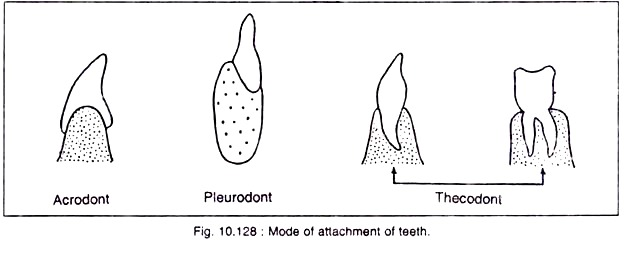 Acrodont
Pleurodont
Thecodont
Fig. 10.128 : Mode of attachment of teeth.